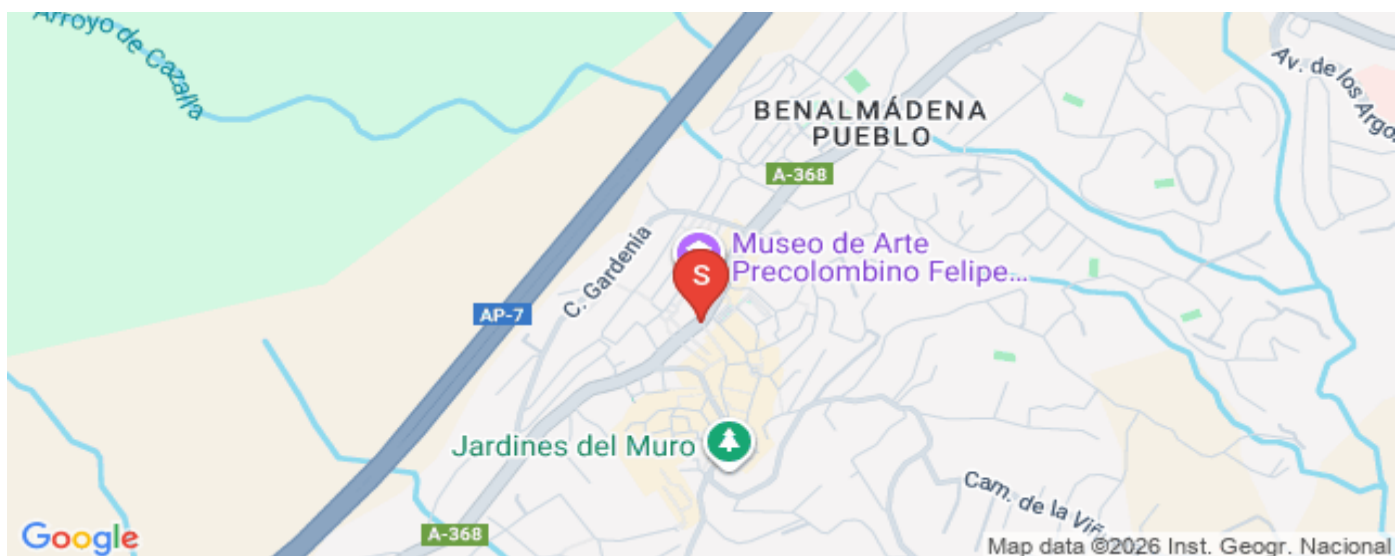 Arroyo de Cazalla
Av. de los Argo
BENALMÁDENA
PUEBLO
A-368
C. Gardenia
Museo de Arte
Precolombino Felipe...
S
AP-7
Jardines del Muro
Cam. de la Viñ
A-368
Google
Map data ©2026 Inst. Geogr. Nacional